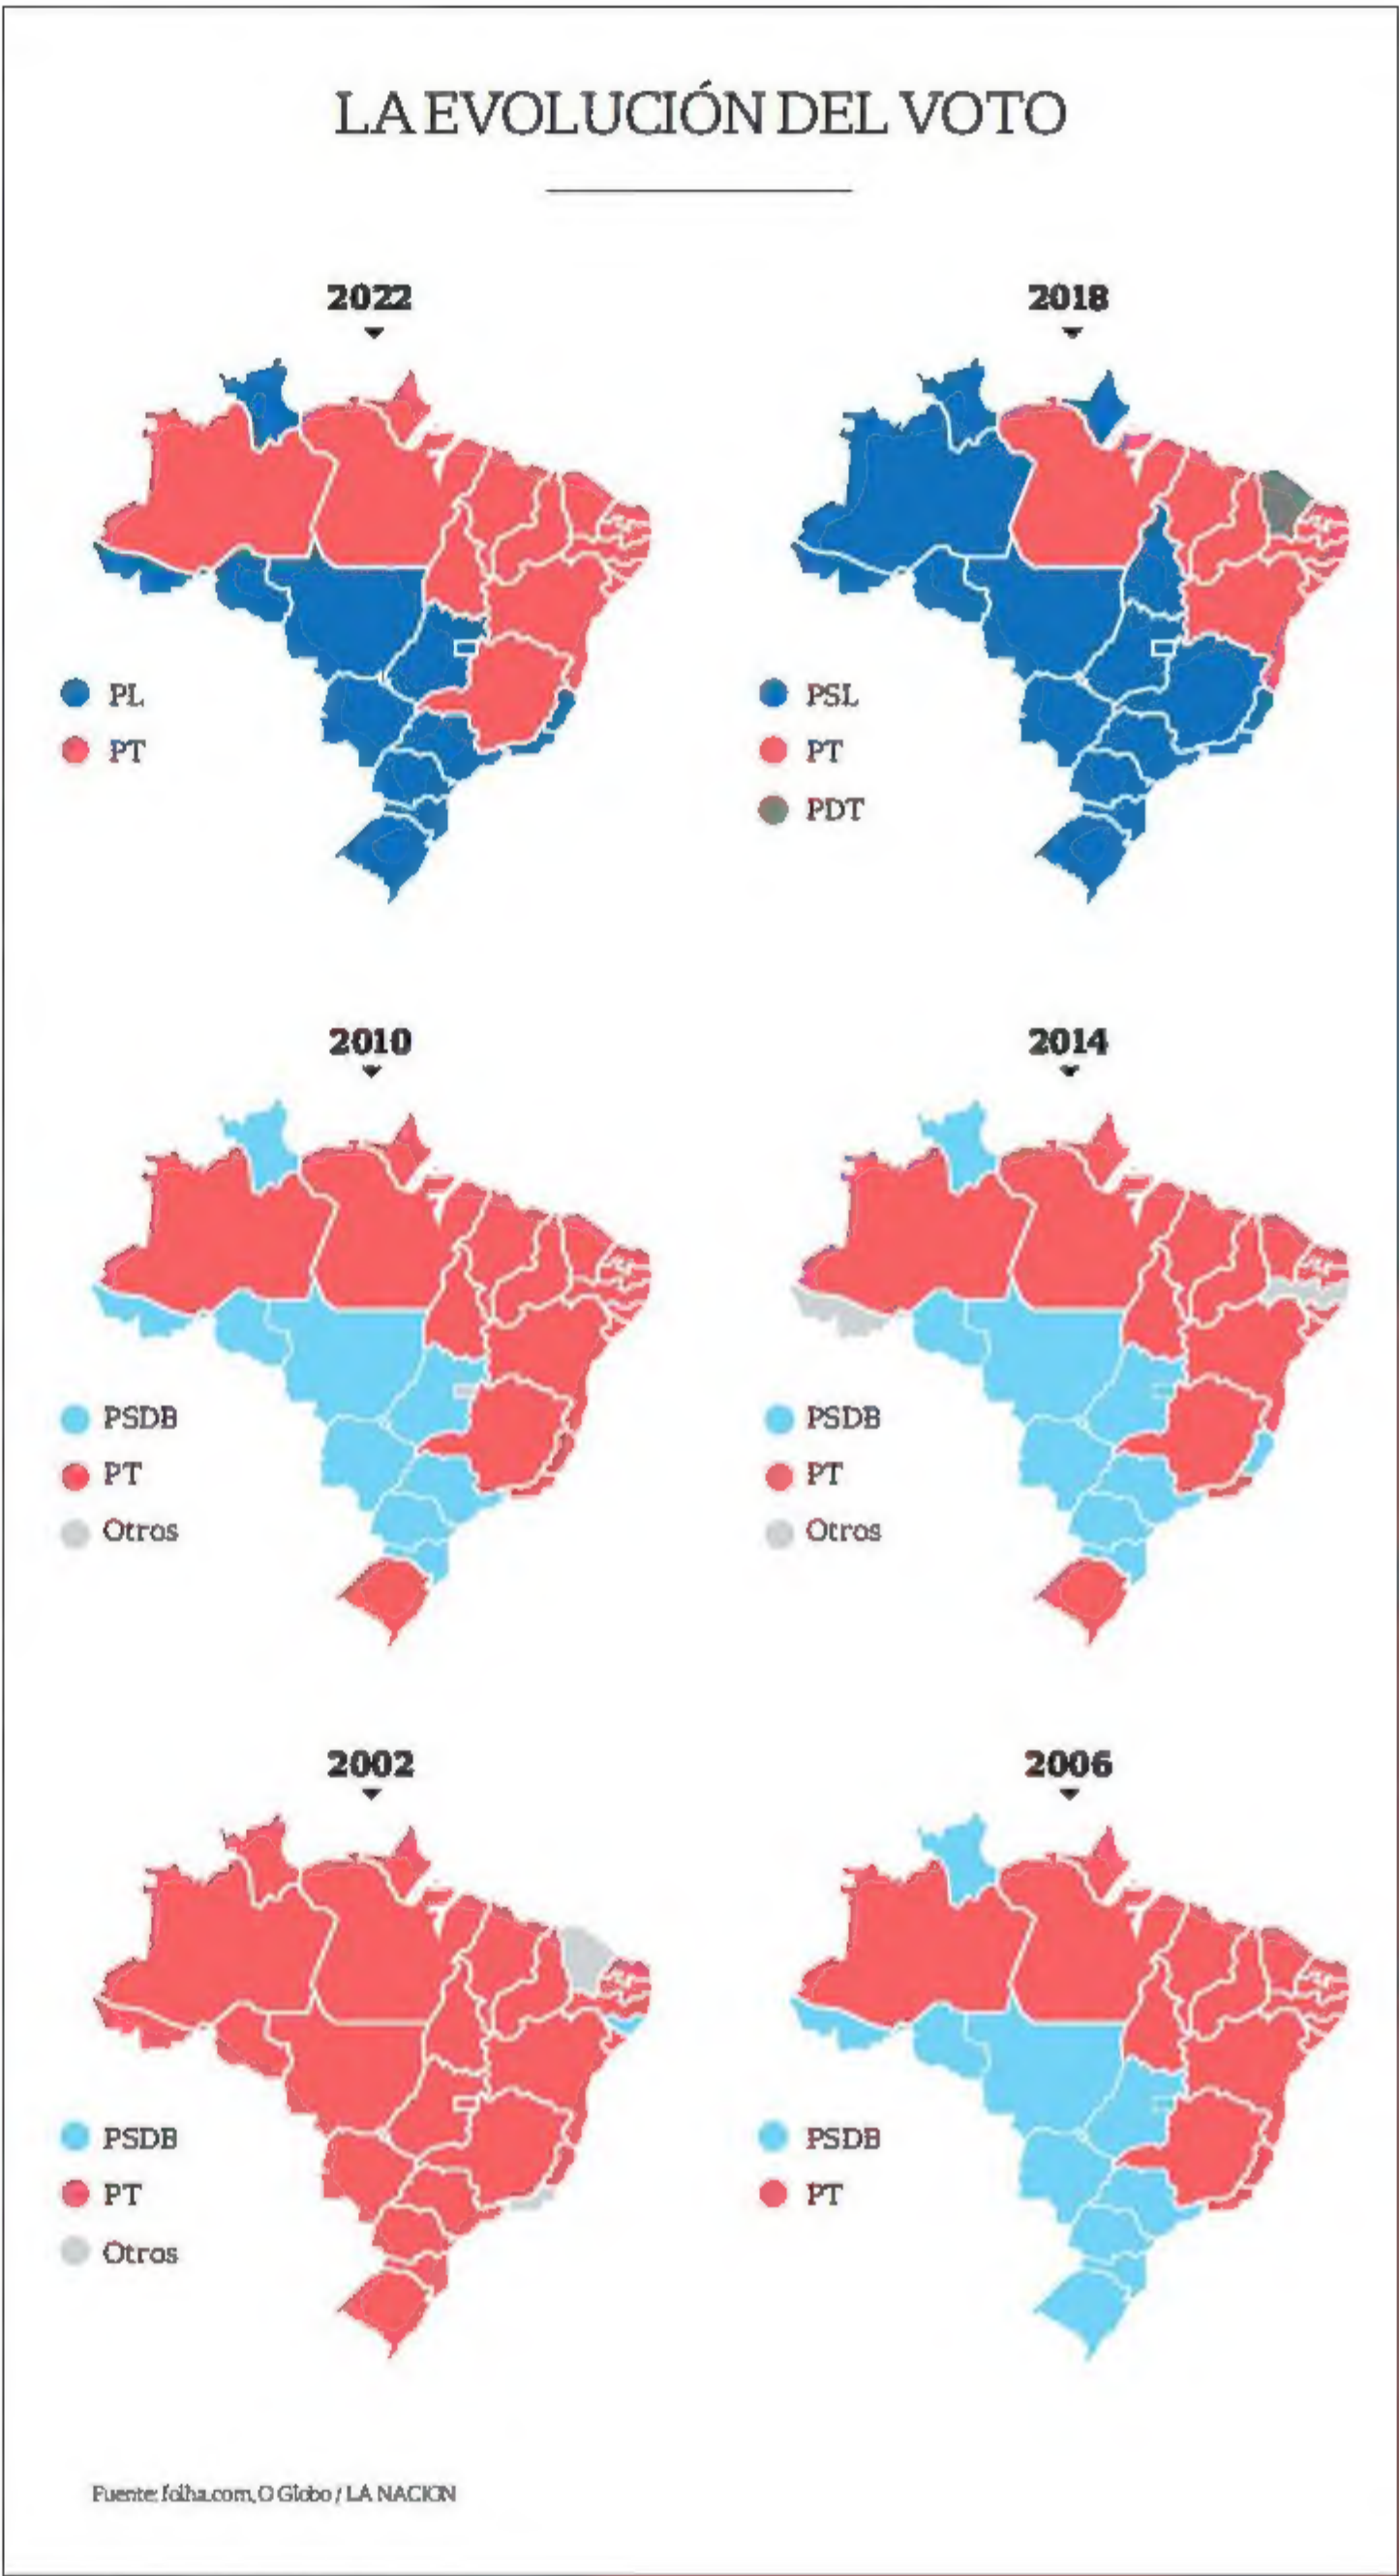 LA EVOLUCIÓN DEL VOTO
2022
PL
PT
2018
PSL
PT
PDT
2010
PSDB
PT
Otros
2014
PSDB
PT
Otros
2002
PSDB
PT
Otros
2006
PSDB
PT
Fuente: folha.com, O Globo / LA NACION